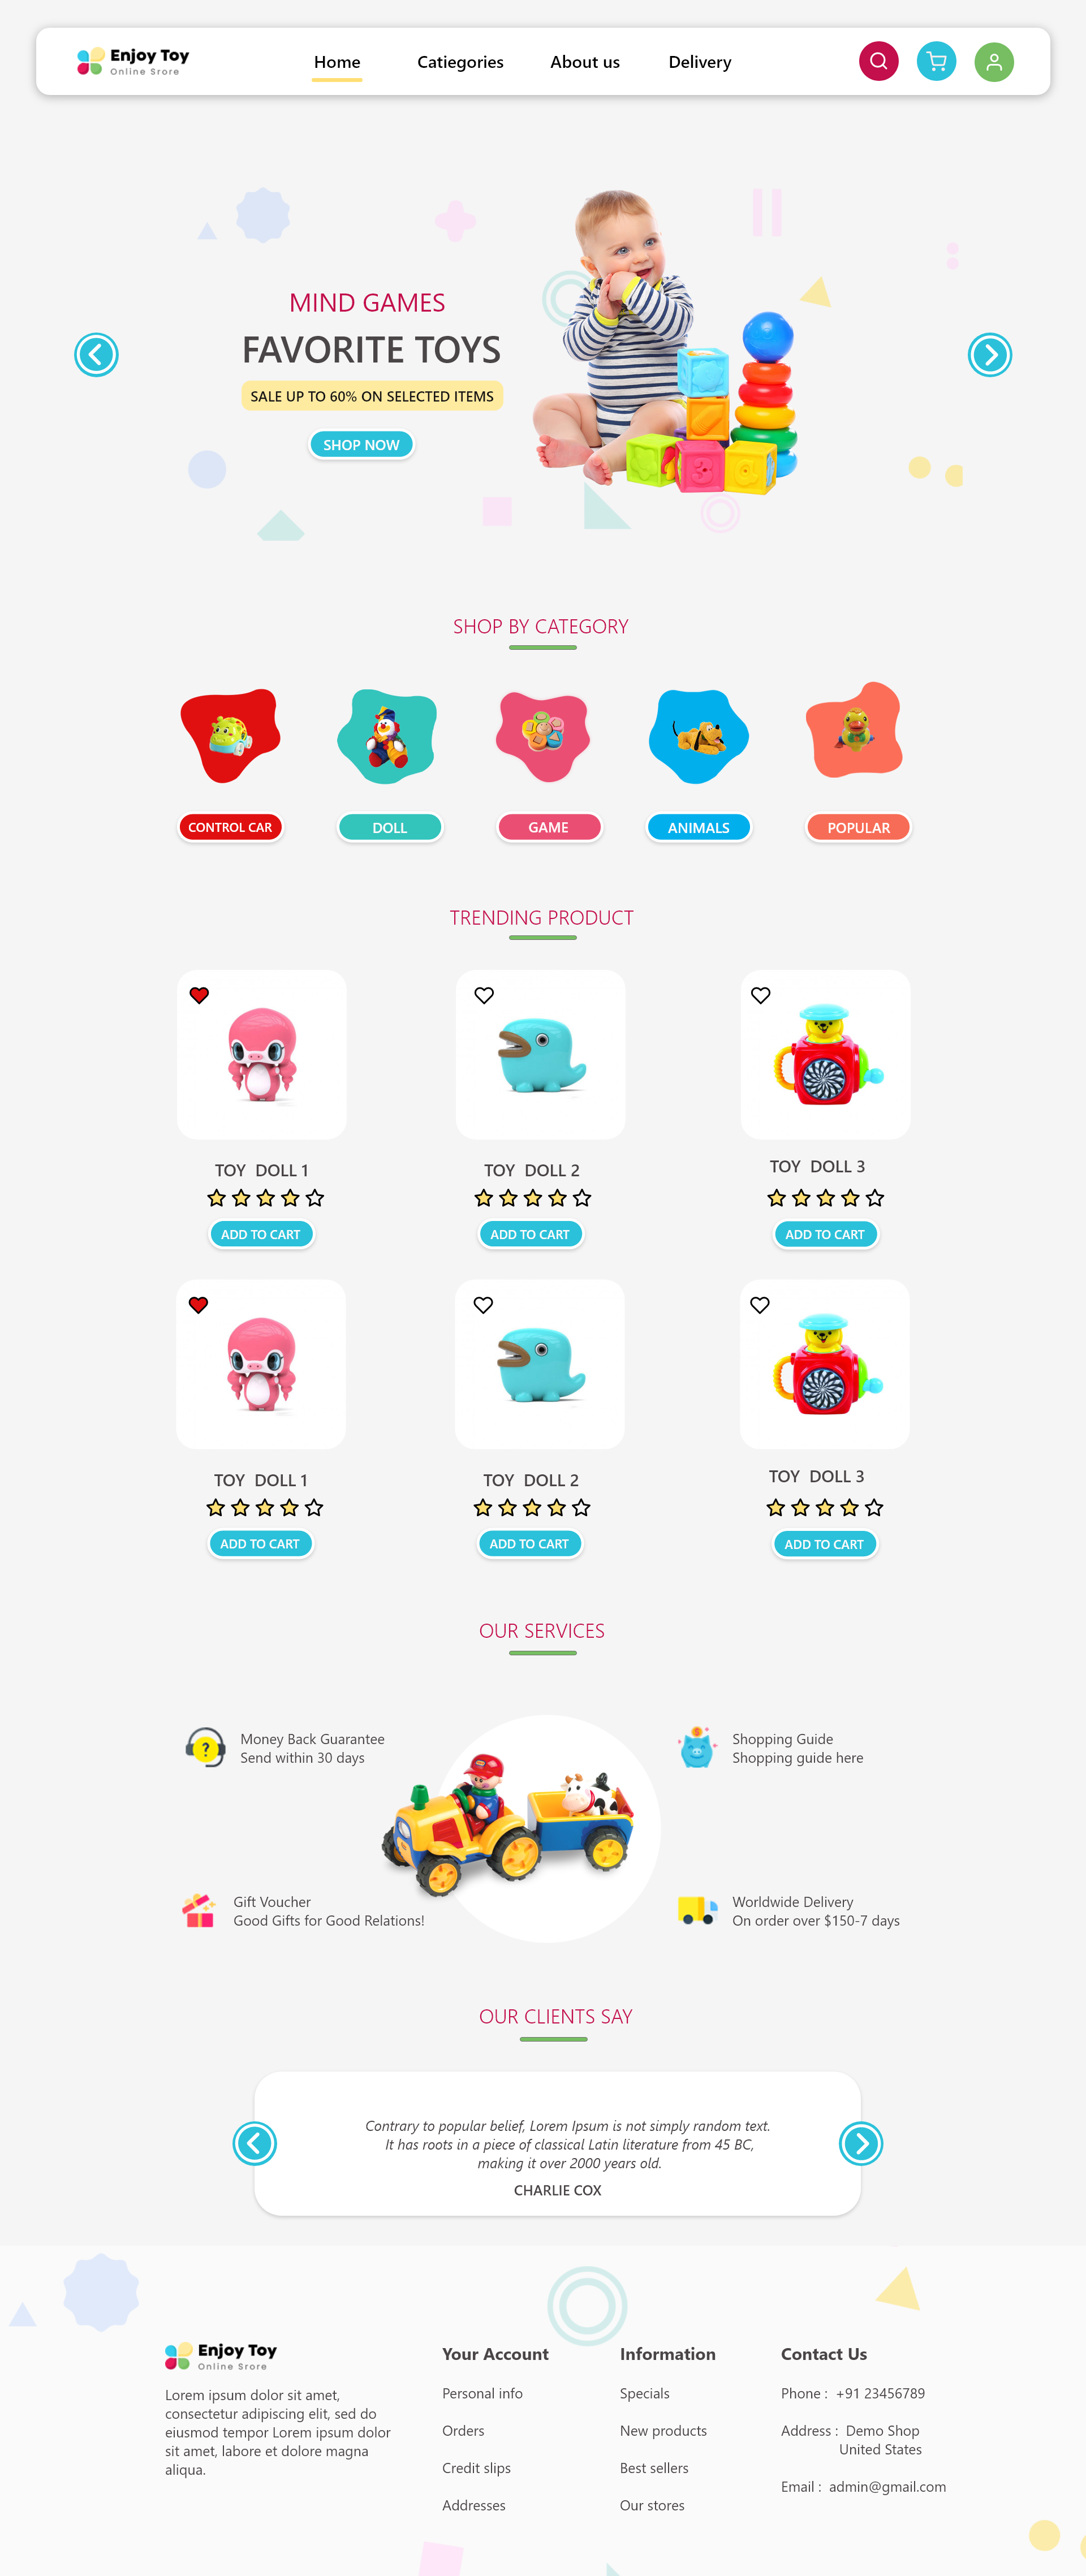 Enjoy Toy
Online Srore
Home
Catiegories
About us
Delivery
MIND GAMES
FAVORITE TOYS
SALE UP TO 60% ON SELECTED ITEMS
SHOP NOW
SHOP BY CATEGORY
CONTROL CAR
DOLL
GAME
ANIMALS
POPULAR
TRENDING PRODUCT
TOY DOLL 1
TOY DOLL 2
TOY DOLL 3
ADD TO CART
ADD TO CART
ADD TO CART
TOY DOLL 1
TOY DOLL 2
TOY DOLL 3
ADD TO CART
ADD TO CART
ADD TO CART
OUR SERVICES
Money Back Guarantee
Send within 30 days
Shopping Guide
Shopping guide here
Gift Voucher
Good Gifts for Good Relations!
Worldwide Delivery
On order over $150-7 days
OUR CLIENTS SAY
Contrary to popular belief, Lorem Ipsum is not simply random text.
It has roots in a piece of classical Latin literature from 45 BC,
making it over 2000 years old.
CHARLIE COX
Enjoy Toy
Online Srore
Lorem ipsum dolor sit amet,
consectetur adipiscing elit, sed do
eiusmod tempor Lorem ipsum dolor
sit amet, labore et dolore magna
aliqua.
Your Account
Personal info
Orders
Credit slips
Addresses
Information
Specials
New products
Best sellers
Our stores
Contact Us
Phone : +91 23456789
Address : Demo Shop
United States
Email : admin@gmail.com